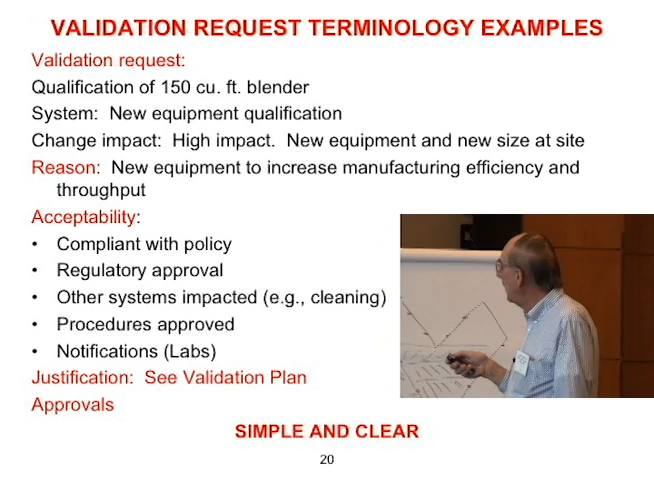 VALIDATION REQUEST TERMINOLOGY EXAMPLES
Validation request:
Qualification of 150 cu. ft. blender
System:  New equipment qualification
Change impact:  High impact.  New equipment and new size at site
Reason:  New equipment to increase manufacturing efficiency and
throughput
Acceptability:
• Compliant with policy
• Regulatory approval
• Other systems impacted (e.g., cleaning)
• Procedures approved
• Notifications (Labs)
Justification:  See Validation Plan
Approvals
SIMPLE AND CLEAR
20